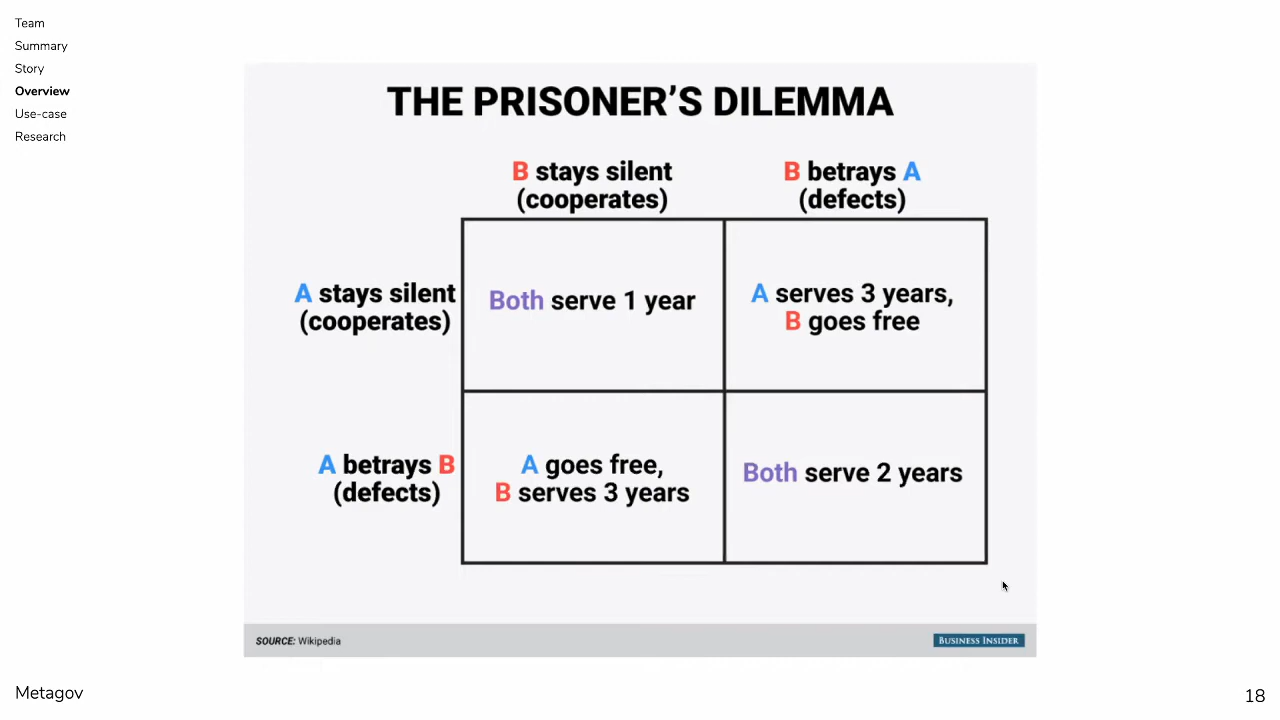 Team
Summary
Story
Overview
Use-case
Research
THE PRISONER'S DILEMMA
B stays silent
(cooperates)
B betrays A
(defects)
A stays silent
(cooperates)
Both serve 1 year
A serves 3 years,
B goes free
A betrays B
(defects)
A goes free,
B serves 3 years
Both serve 2 years
SOURCE: Wikipedia
BUSINESS INSIDER
Metagov
18